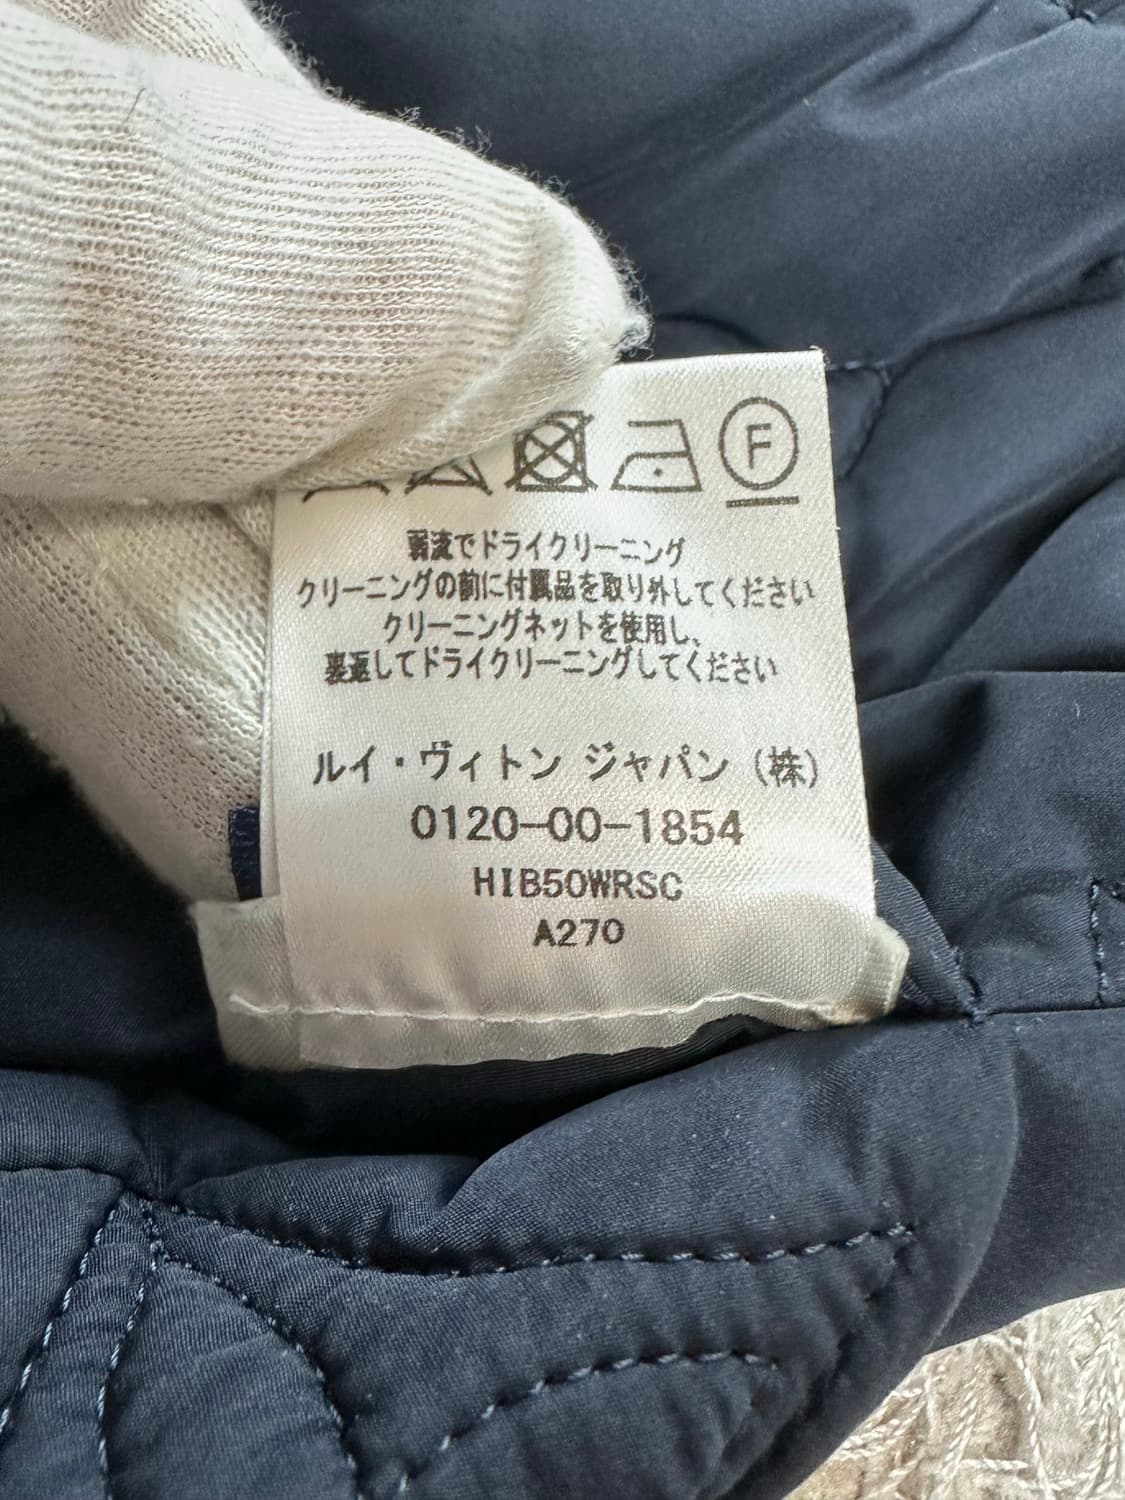 F
弱流でドライクリーニング
クリーニングの前に付属品を取り外してください
クリーニングネットを使用し、
裏返してドライクリーニングしてください
ルイ・ヴィトン ジャパン (株)
0120-00-1854
HIB50WRSC
A270